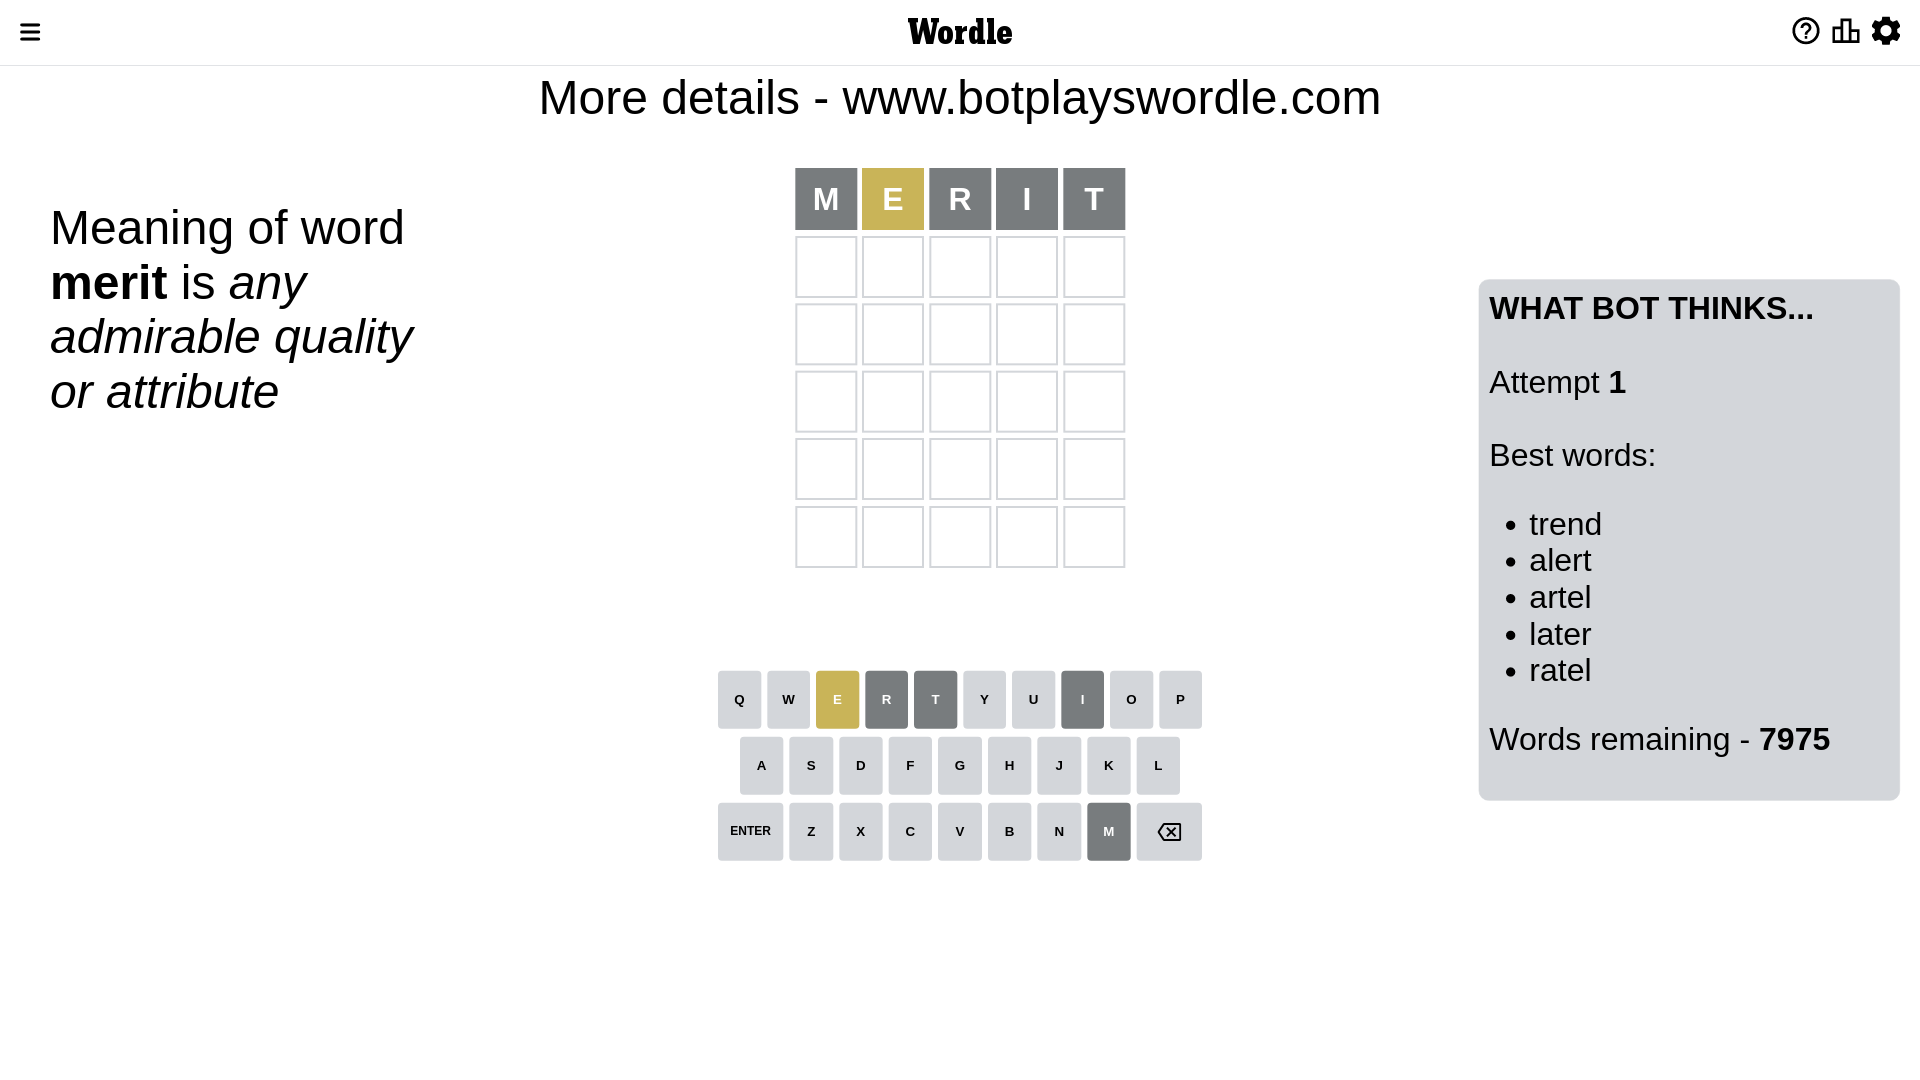 Wordle
More details - www.botplayswordle.com
Meaning of word
merit is any
admirable quality
or attribute
M E R I T
WHAT BOT THINKS...
Attempt 1
Best words:
• trend
• alert
• artel
• later
• ratel
Words remaining - 7975
Q W E R T Y U I O P
A S D F G H J K L
ENTER Z X C V B N M